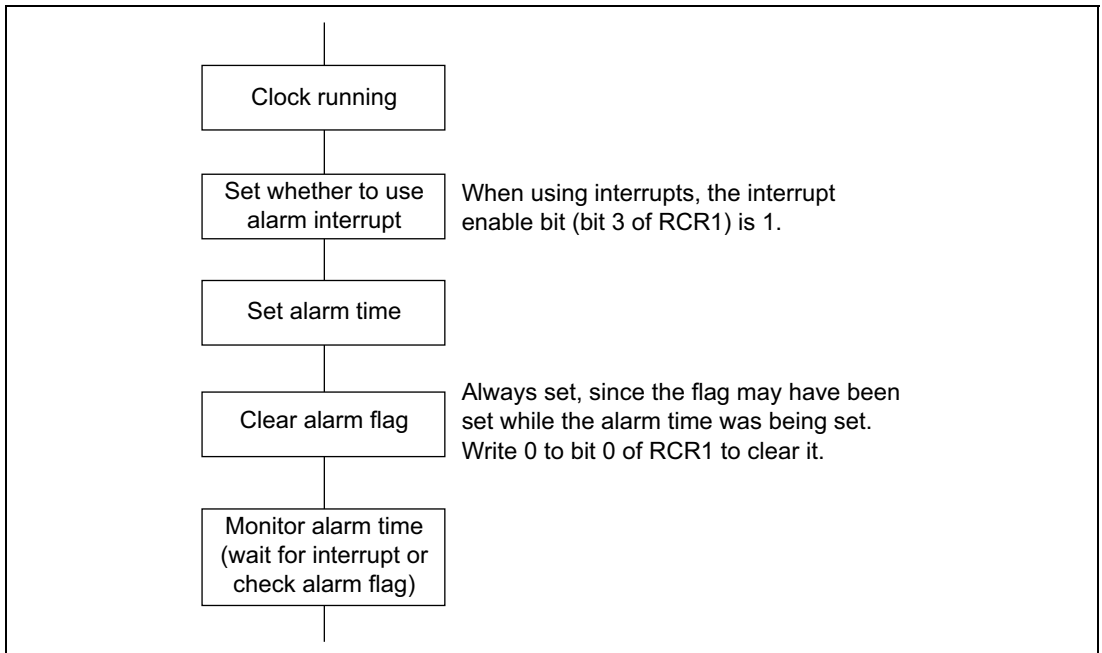 Clock running
Set whether to use
alarm interrupt
When using interrupts, the interrupt
enable bit (bit 3 of RCR1) is 1.
Set alarm time
Clear alarm flag
Always set, since the flag may have been
set while the alarm time was being set.
Write 0 to bit 0 of RCR1 to clear it.
Monitor alarm time
(wait for interrupt or
check alarm flag)